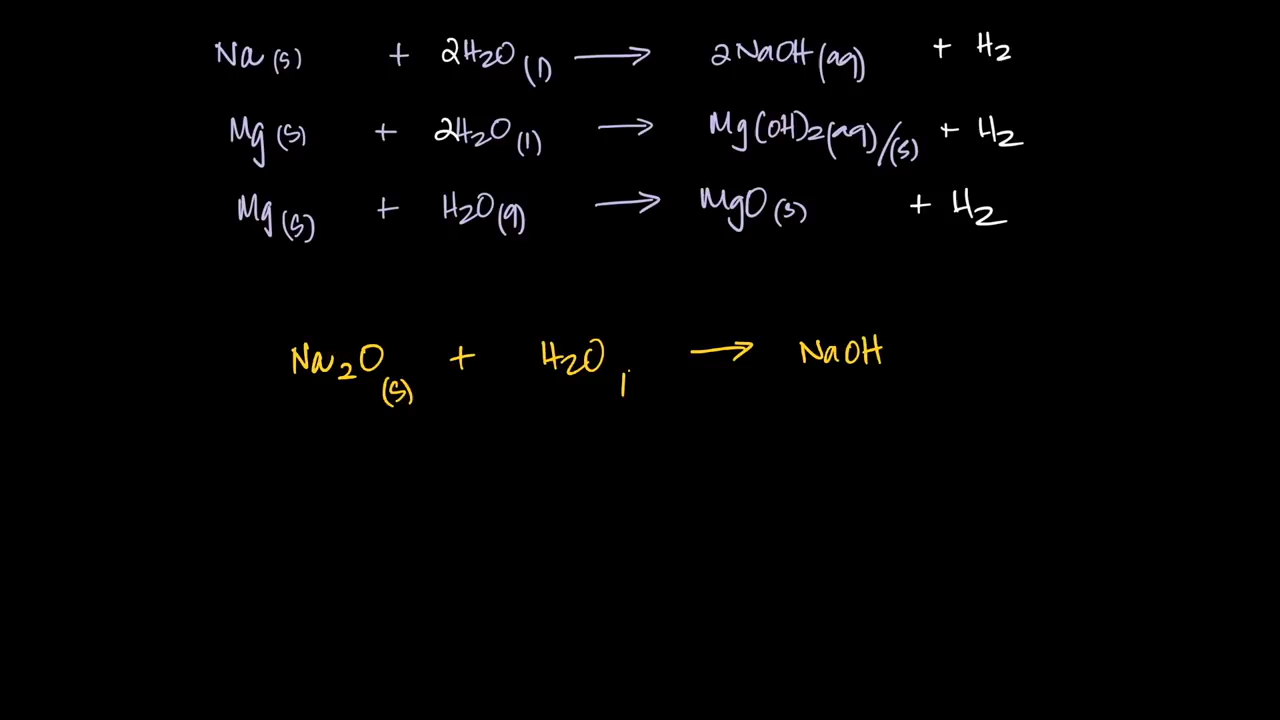 Na (s) + 2H2O (l) → 2NaOH (aq) + H2
Mg (s) + 2H2O (l) → Mg(OH)2 (aq)/(s) + H2
Mg (s) + H2O (g) → MgO (s) + H2
Na2O (s) + H2O l → NaOH